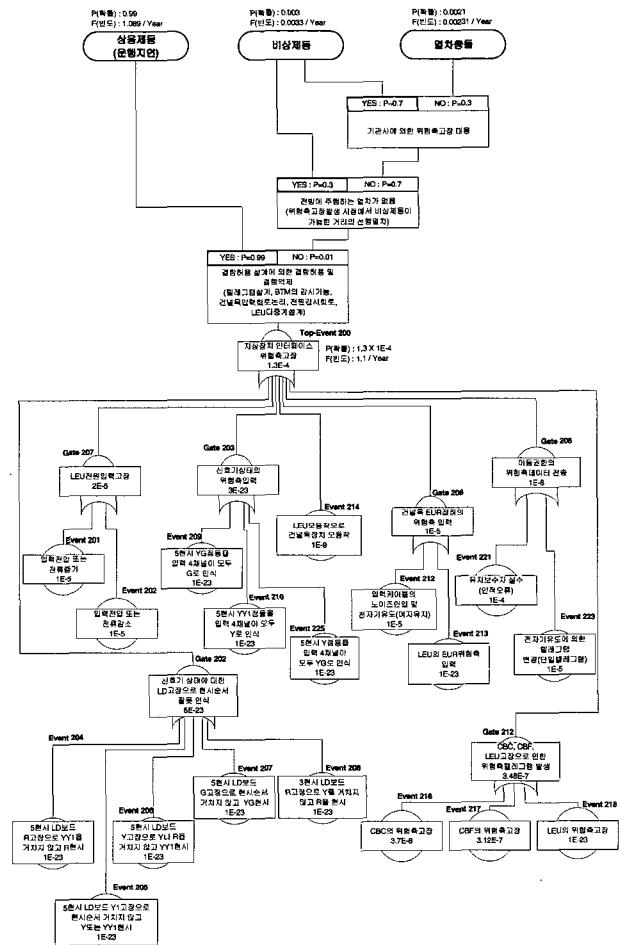 P(확률) : 0.99
F(빈도) : 1.089 / Year
상용제동
(운행지연)
P(확률) : 0.003
F(빈도) : 0.0033 / Year
비상제동
P(확률) : 0.0021
F(빈도) : 0.00231 / Year
열차충돌
YES : P=0.7
NO : P=0.3
기관사에 의한 위험측고장 대응
YES : P=0.3
NO : P=0.7
전방에 주행하는 열차가 없음
(위험측고장발생 시점에서 비상제동이
가능한 거리의 선행열차)
YES : P=0.99
NO : P=0.01
결함허용 설계에 의한 결함허용 및
결함억제
(텔레그램설계, BTM의 감시기능,
건널목입력회로논리, 전원감시회로,
LEU다중계설계)
Top-Event 200
지상장치 인터페이스
위험측고장
1.3E-4
P(확률) : 1.3 X 1E-4
F(빈도) : 1.1 / Year
Gate 207
LEU전원입력고장
2E-5
Gate 203
신호기상태의
위험측입력
3E-23
Event 214
LEU오동작으로
건널목장치 오동작
1E-9
Gate 206
건널목 EUR접점의
위험측 입력
1E-5
이동권한의
위험측데이터 전송
Event 201
입력전압 또는
전류증가
1E-5
Event 202
입력전압 또는
전류감소
1E-5
Event 209
5현시 YG점등을
입력 4채널이 모두
G로 인식
1E-23
Event 210
5현시 YY1점등을
입력 4채널이 모두
Y로 인식
1E-23
Event 225
5현시 Y점등을
입력 4채널이
모두 YG로 인식
1E-23
Event 212
입력케이블의
노이즈인입 및
전자기유도(여자유지)
1E-5
Event 213
LEU의 EUR위험측
입력
1E-23
Event 221
유지보수자 실수
(인적오류)
1E-4
Event 223
전자기유도에 의한
텔레그램
변경(단일텔레그램)
1E-5
Gate 202
신호기 상태에 대한
LD고장으로 현시순서
잘못 인식
5E-23
Gate 212
CBC, CBF,
LEU고장으로 인한
위험측텔레그램 발생
3.48E-7
Event 204
5현시 LD보드
R고장으로 YY1을
거치지 않고 R현시
1E-23
Event 205
5현시 LD보드 Y1고장으로
현시순서 거치지 않고
Y또는 YY1현시
1E-23
Event 206
5현시 LD보드
Y고장으로 Y나 R을
거치지 않고 YY1현시
1E-23
Event 207
5현시 LD보드
G고장으로 현시순서
거치지 않고 YG현시
1E-23
Event 208
3현시 LD보드
R고장으로 Y를 거치지
않고 R을 현시
1E-23
Event 216
CBC의 위험측고장
3.7E-8
Event 217
CBF의 위험측고장
3.12E-7
Event 218
LEU의 위험측고장
1E-23